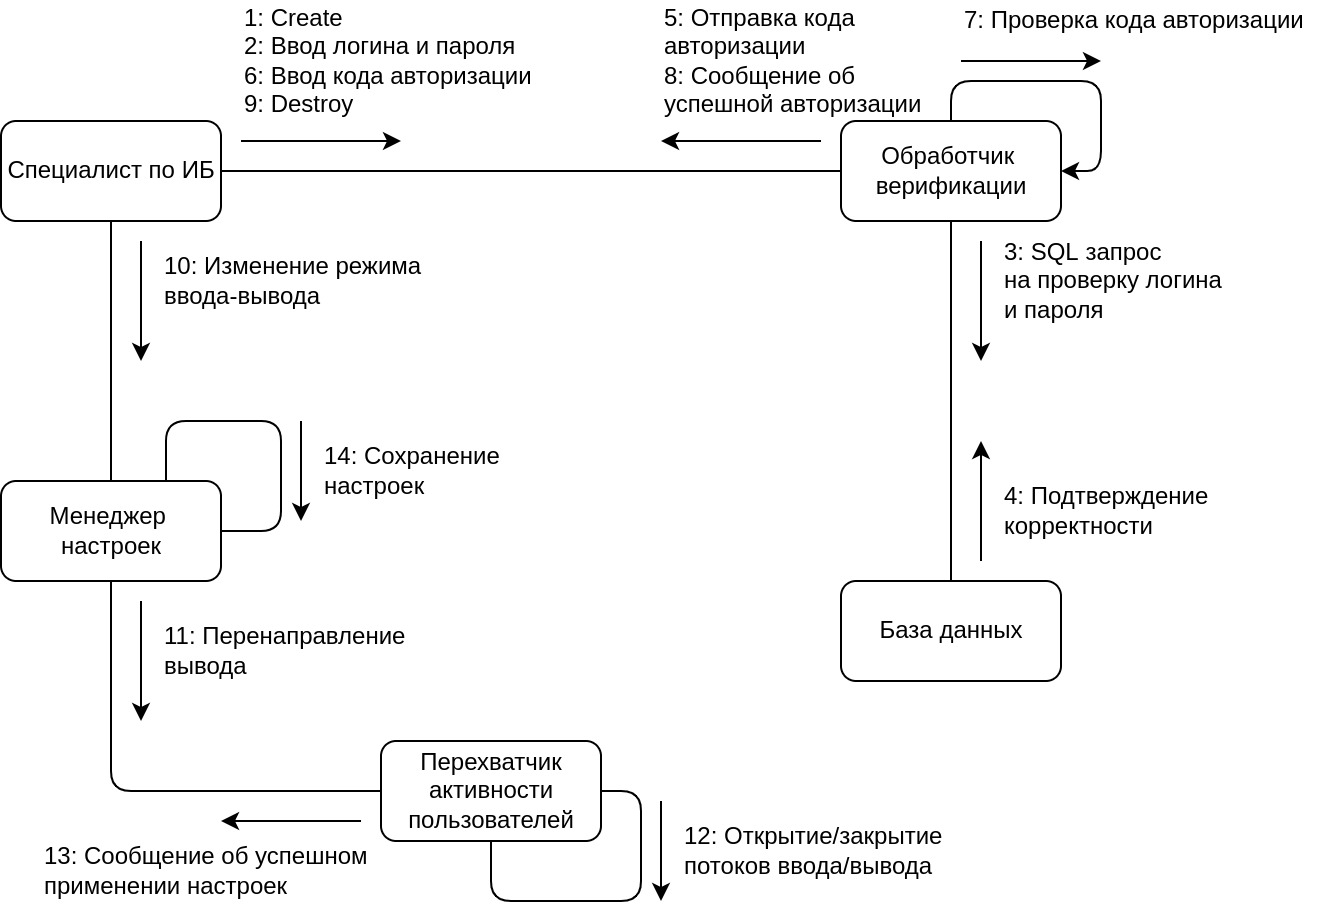 1: Create
2: Ввод логина и пароля
6: Ввод кода авторизации
9: Destroy
5: Отправка кода
авторизации
8: Сообщение об
успешной авторизации
7: Проверка кода авторизации
Специалист по ИБ
Обработчик
верификации
10: Изменение режима
ввода-вывода
3: SQL запрос
на проверку логина
и пароля
14: Сохранение
настроек
Менеджер
настроек
4: Подтверждение
корректности
11: Перенаправление
вывода
База данных
Перехватчик
активности
пользователей
13: Сообщение об успешном
применении настроек
12: Открытие/закрытие
потоков ввода/вывода